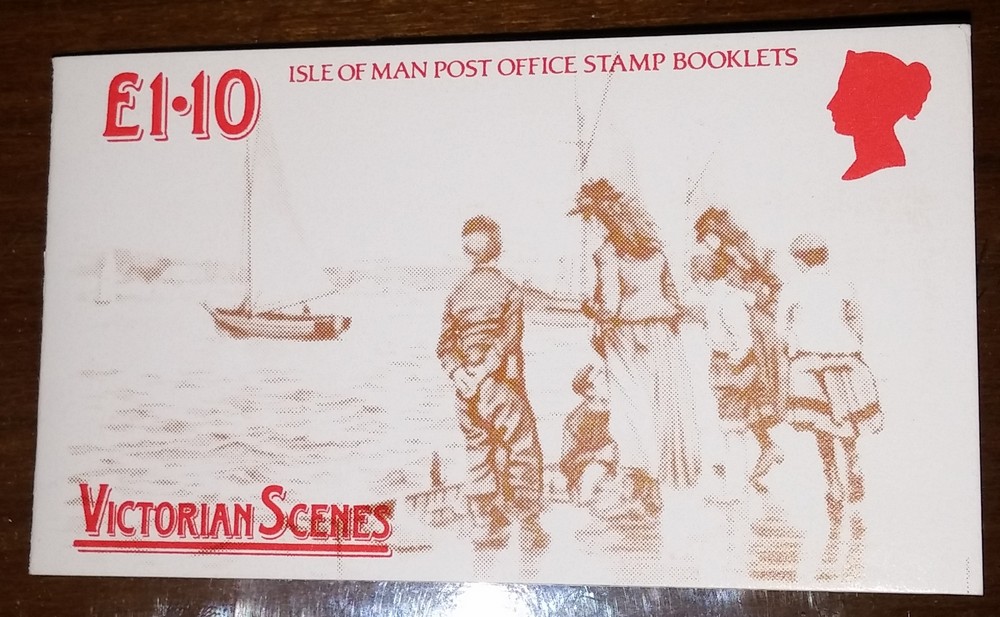 £1·10
ISLE OF MAN POST OFFICE STAMP BOOKLETS
VICTORIAN SCENES